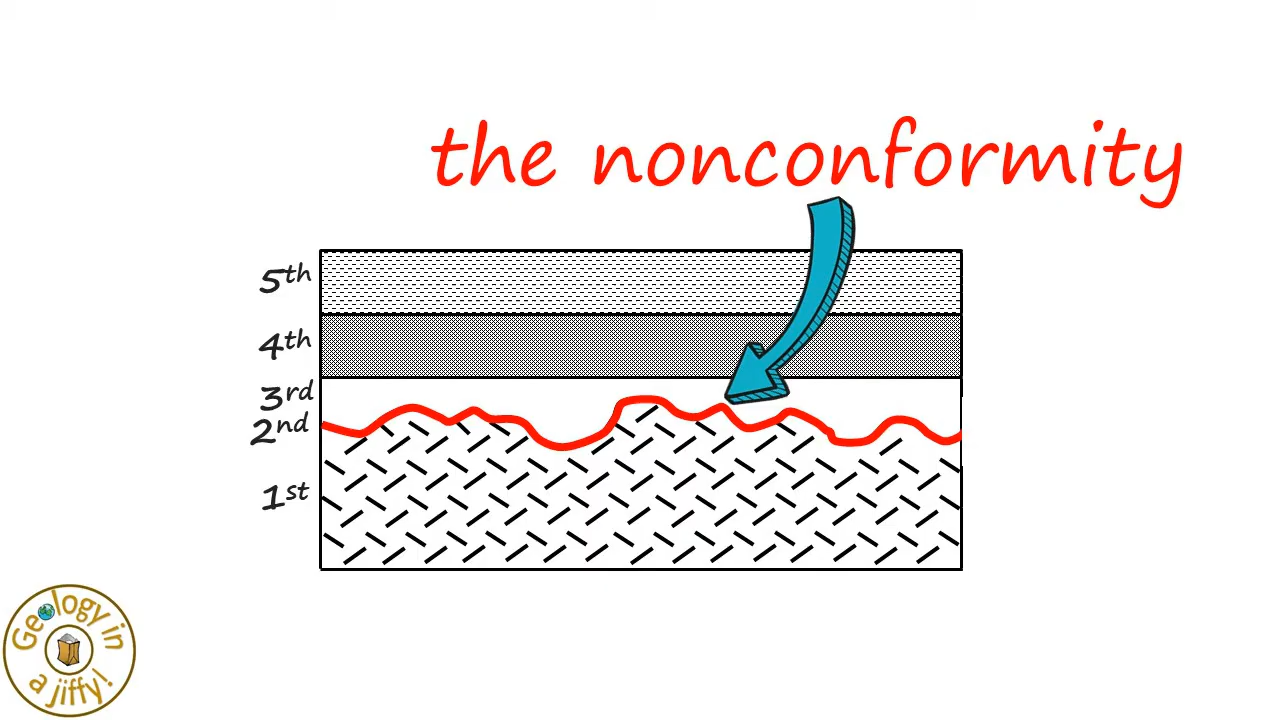 the nonconformity
5th
4th
3rd
2nd
1st
Geology in
a jiffy!